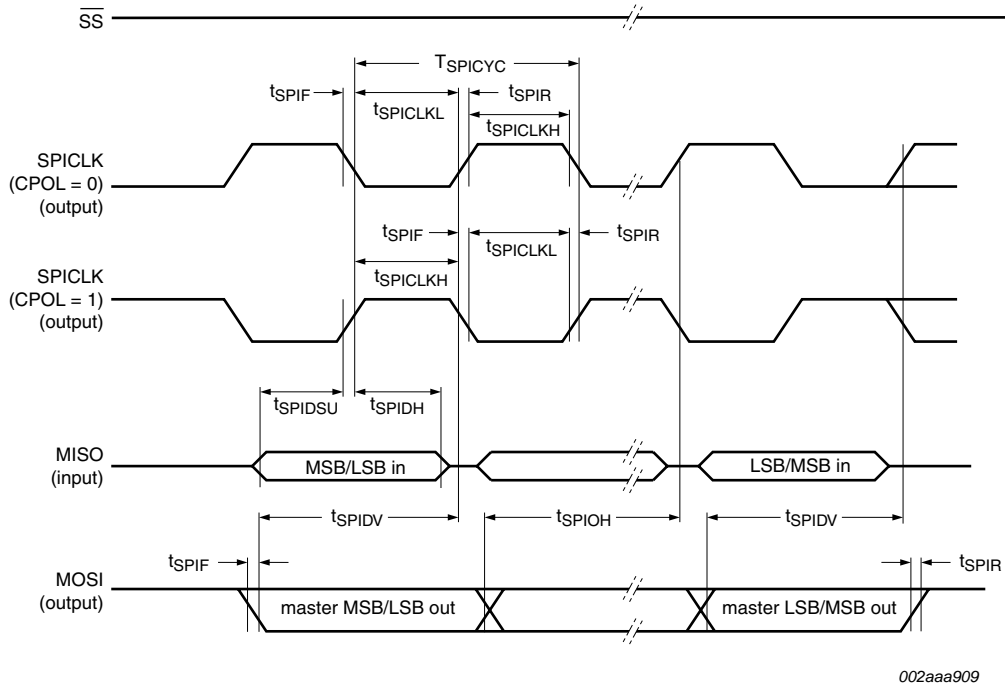 SS
TSPICYC
tSPIF
tSPICLKL
tSPIR
tSPICLKH
SPICLK
(CPOL = 0)
(output)
tSPIF
tSPICLKL
tSPIR
tSPICLKH
SPICLK
(CPOL = 1)
(output)
tSPIDSU
tSPIDH
MISO
(input)
MSB/LSB in
LSB/MSB in
tSPIDV
tSPIOH
tSPIDV
tSPIF
tSPIR
MOSI
(output)
master MSB/LSB out
master LSB/MSB out
002aaa909